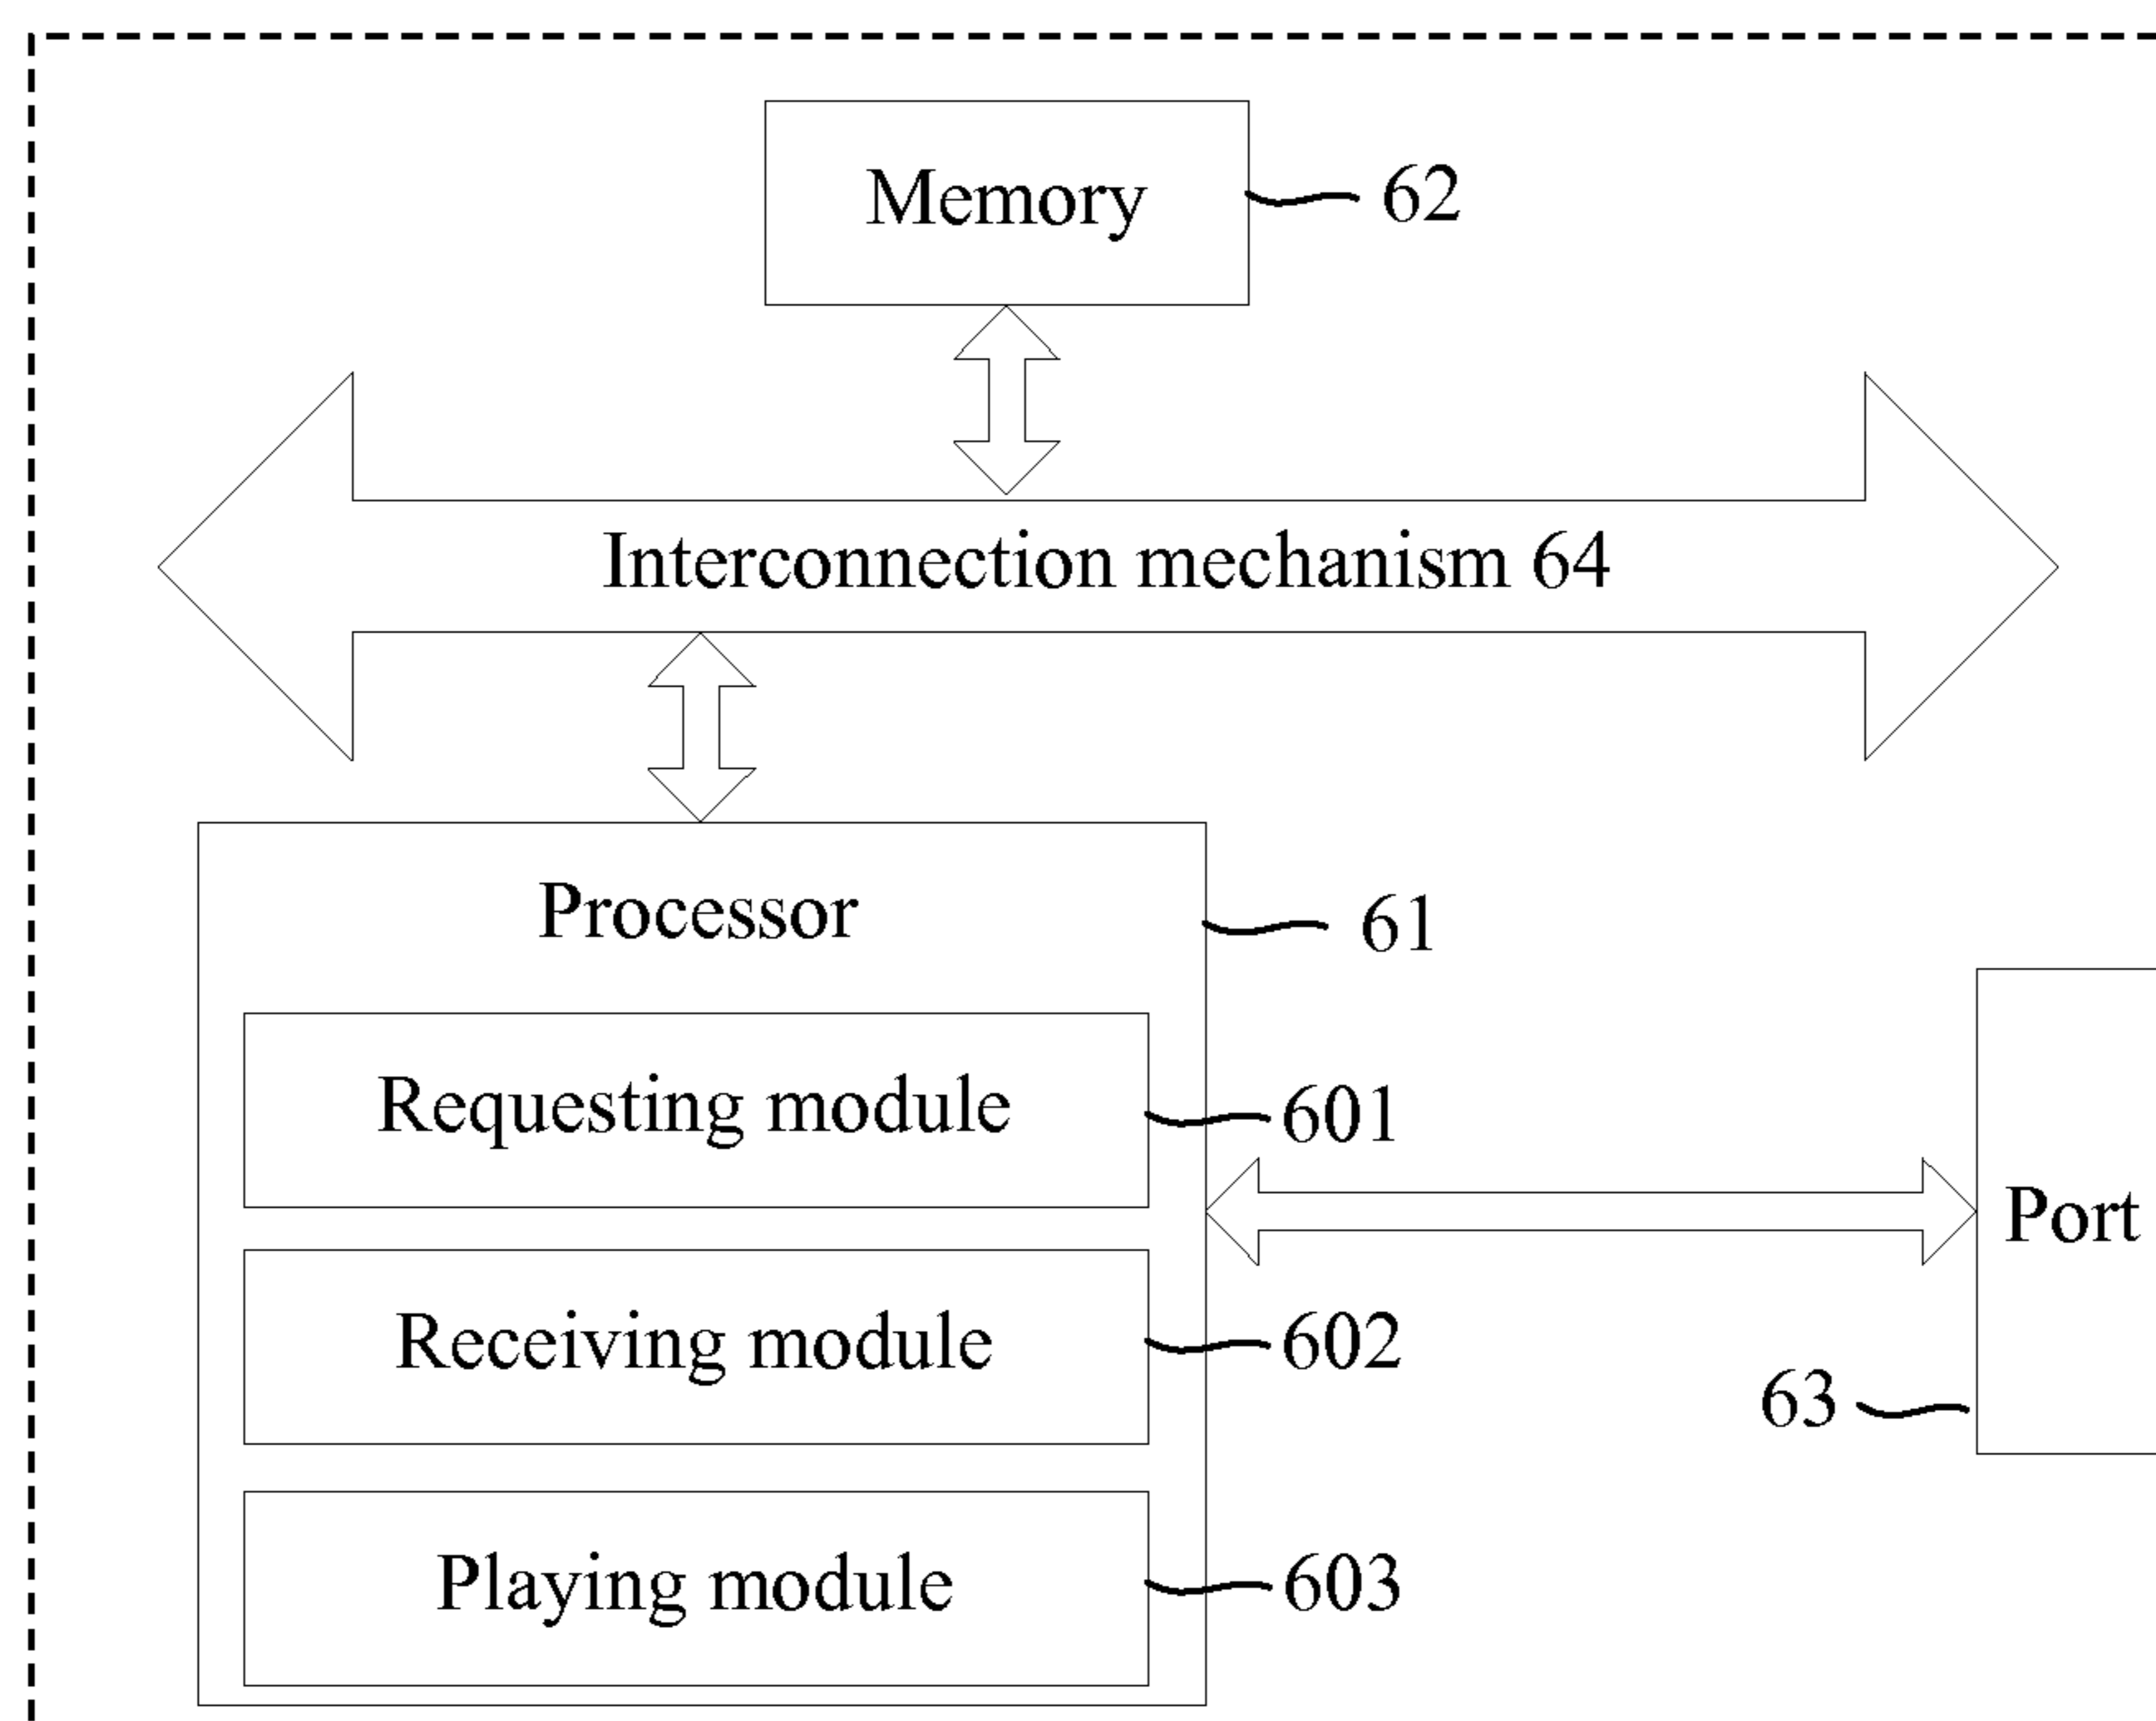 Memory
62
Interconnection mechanism 64
Processor
61
Requesting module
601
Port
Receiving module
602
63
Playing module
603